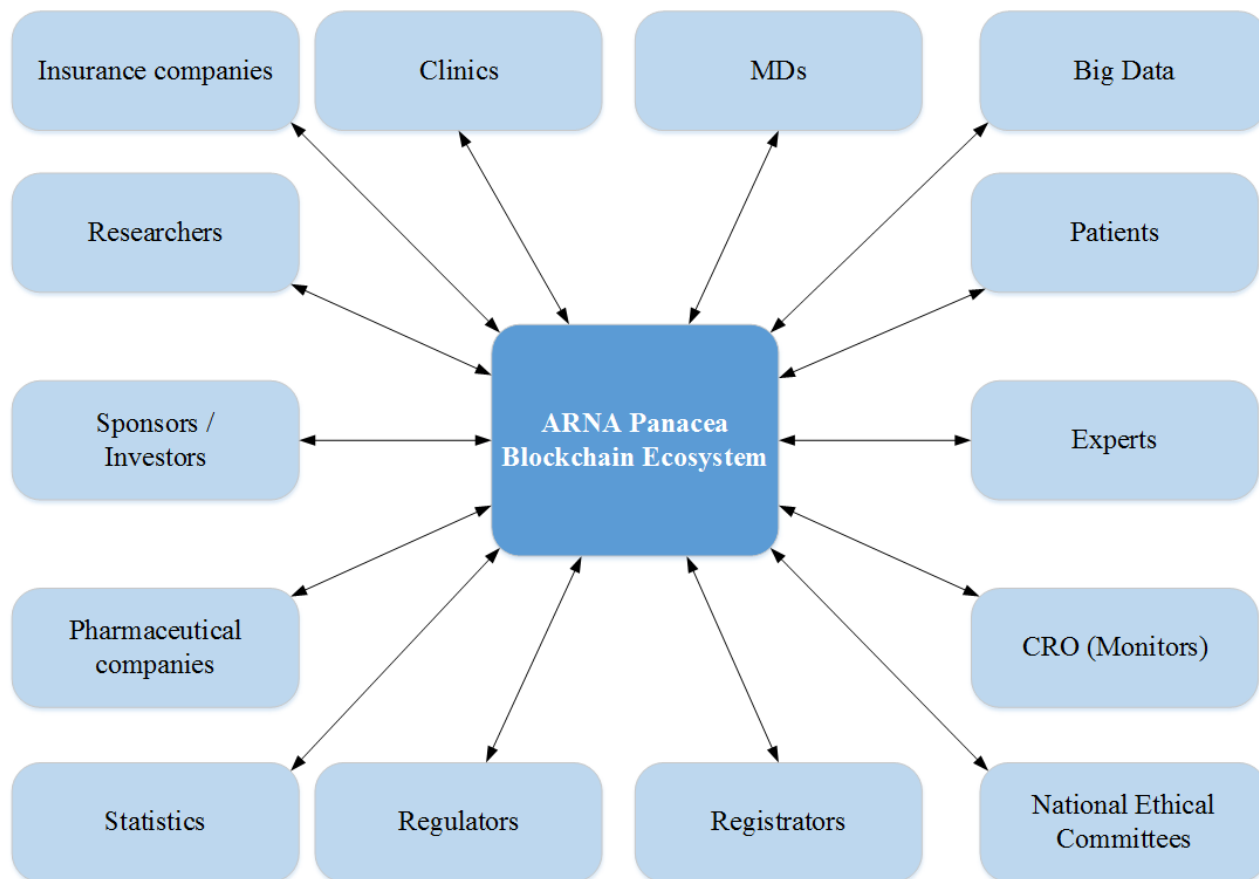 Insurance companies
Clinics
MDs
Big Data
Researchers
Patients
Sponsors /
Investors
ARNA Panacea
Blockchain Ecosystem
Experts
Pharmaceutical
companies
CRO (Monitors)
Statistics
Regulators
Registrators
National Ethical
Committees